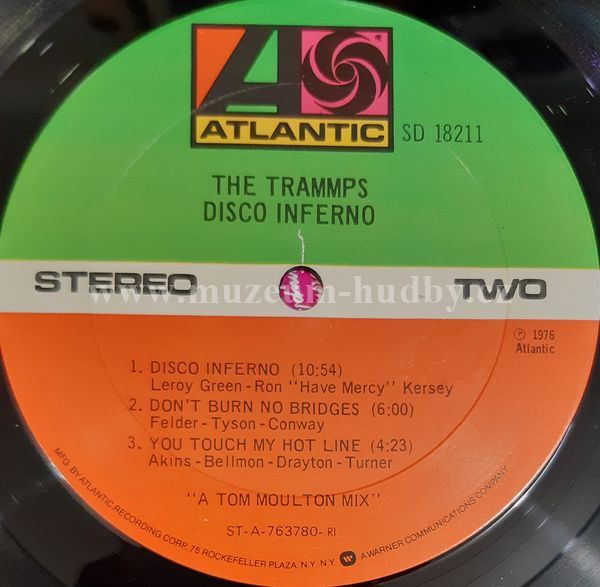 ATLANTIC
SD 18211
THE TRAMMPS
DISCO INFERNO
STEREO
TWO
www.muzeum-hudby.cz
℗ 1976
Atlantic
1. DISCO INFERNO (10:54)
Leroy Green-Ron "Have Mercy" Kersey
2. DON'T BURN NO BRIDGES (6:00)
Felder-Tyson-Conway
3. YOU TOUCH MY HOT LINE (4:23)
Akins-Bellmon-Drayton-Turner
"A TOM MOULTON MIX"
ST-A-763780-RI
MFG BY ATLANTIC RECORDING CORP. 75 ROCKEFELLER PLAZA, N.Y. N.Y. A WARNER COMMUNICATIONS COMPANY